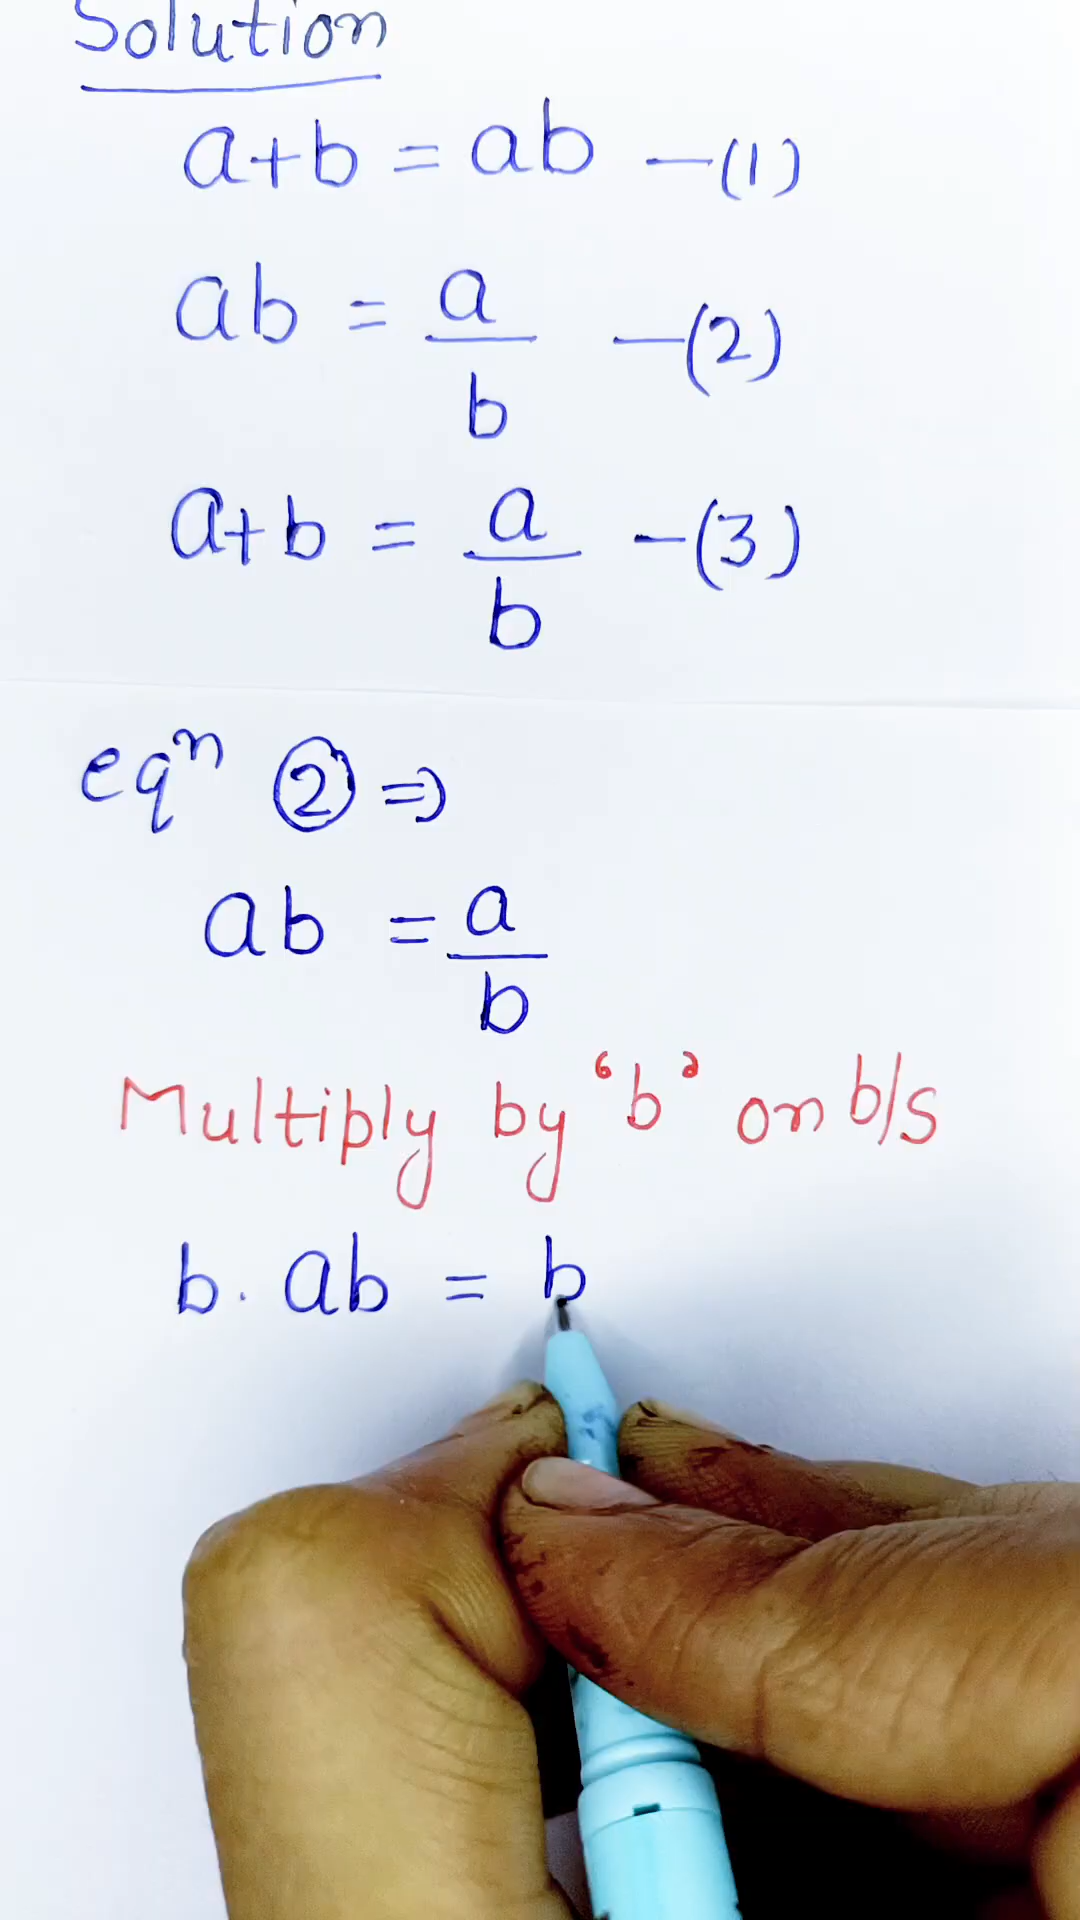 Solution
a+b = ab —(1)
ab = a/b —(2)
a+b = a/b —(3)
eqⁿ ② ⇒
ab = a/b
Multiply by ‘b’ on b/s
b. ab = b